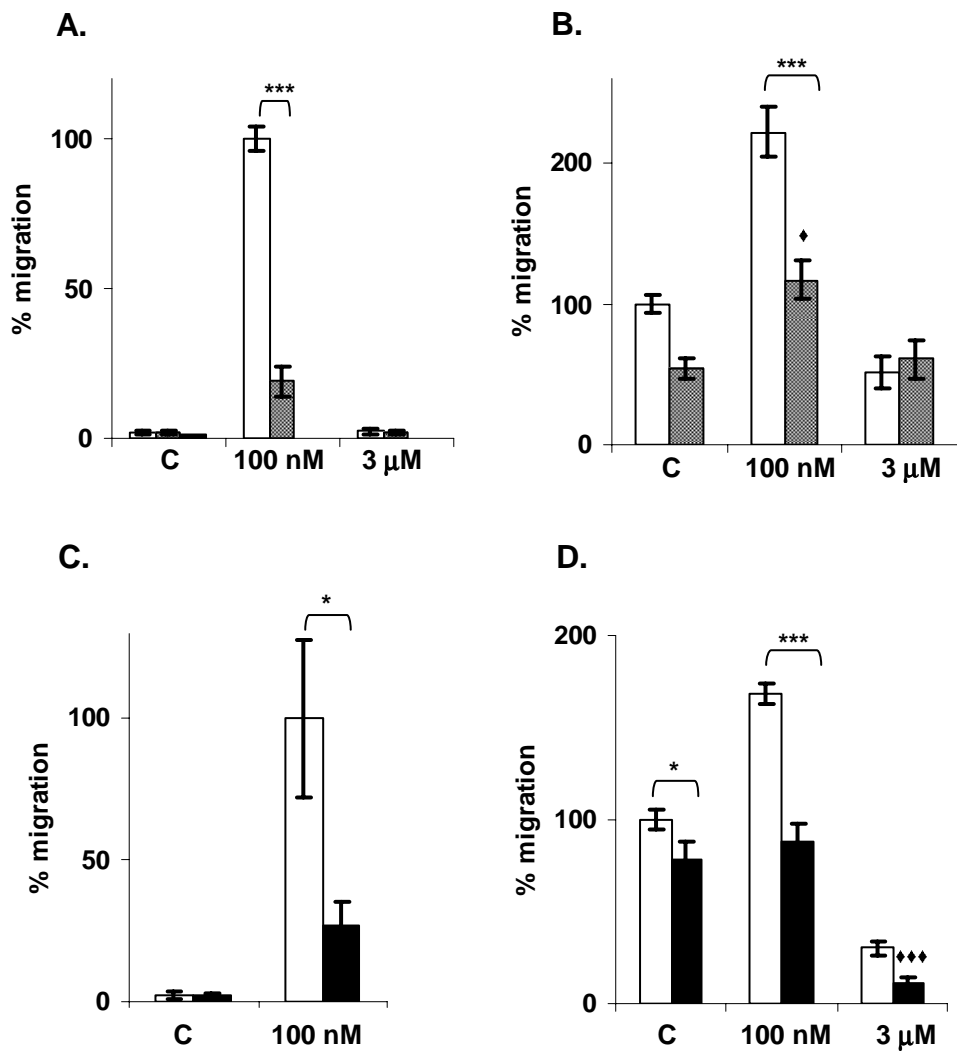 A.
***
100
50
0
% migration
C 100 nM 3 μM
B.
***
200
♦
100
0
% migration
C 100 nM 3 μM
C.
*
100
50
0
% migration
C 100 nM
D.
200
***
*
100
♦♦♦
0
% migration
C 100 nM 3 μM